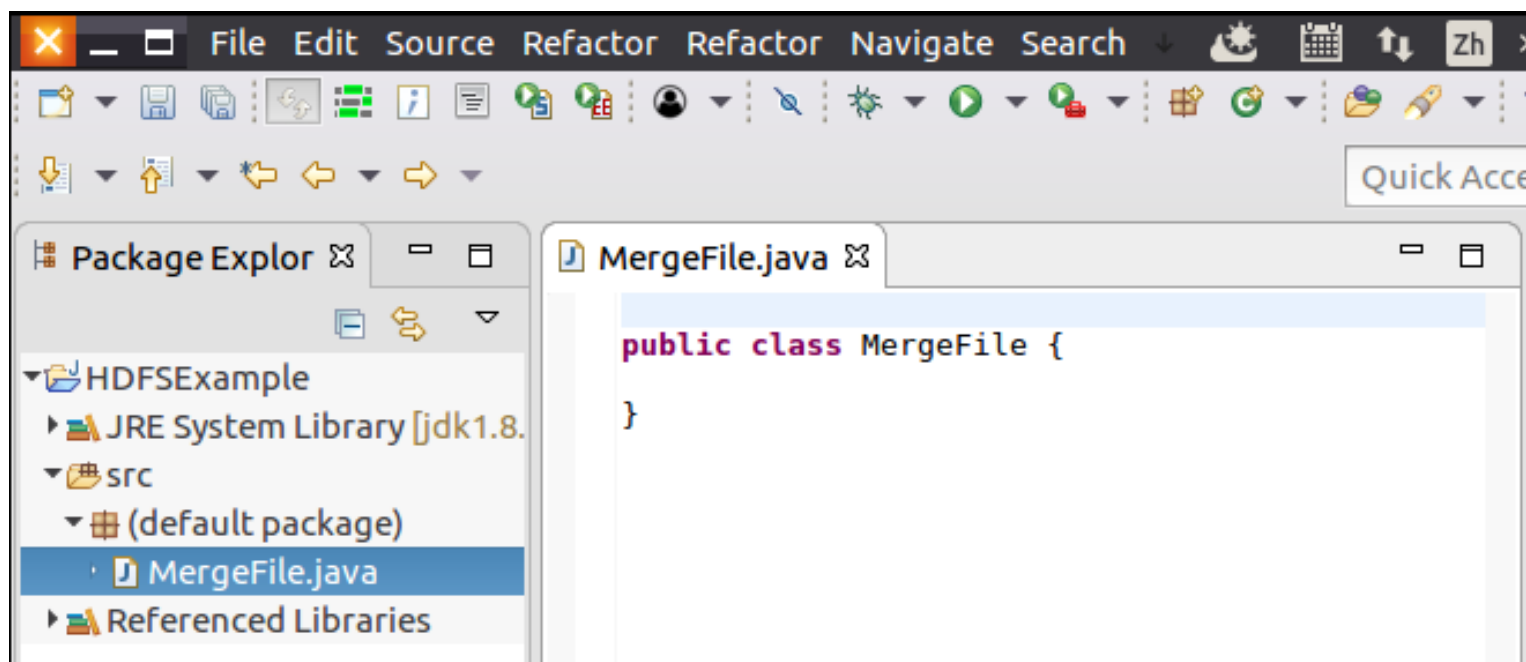 File Edit Source Refactor Refactor Navigate Search Zh
Quick Acce
Package Explor
MergeFile.java
HDFSExample
JRE System Library [jdk1.8.
src
(default package)
MergeFile.java
Referenced Libraries
public class MergeFile {
}